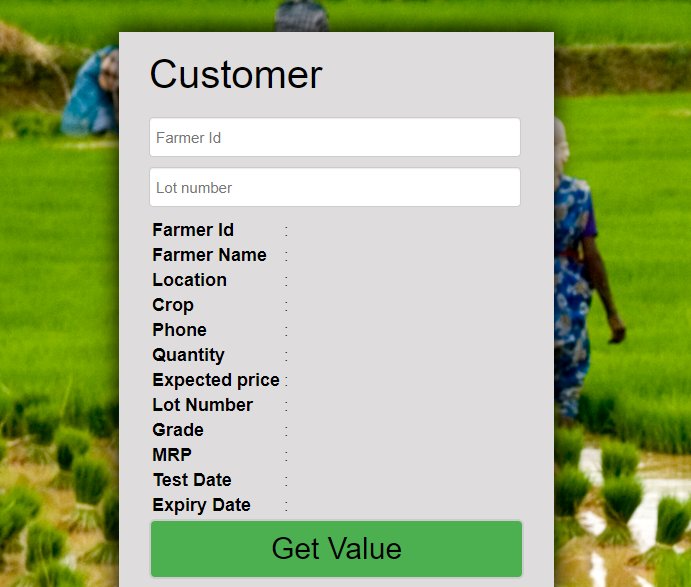 Customer
Farmer Id
Lot number
Farmer Id :
Farmer Name :
Location :
Crop :
Phone :
Quantity :
Expected price :
Lot Number :
Grade :
MRP :
Test Date :
Expiry Date :
Get Value